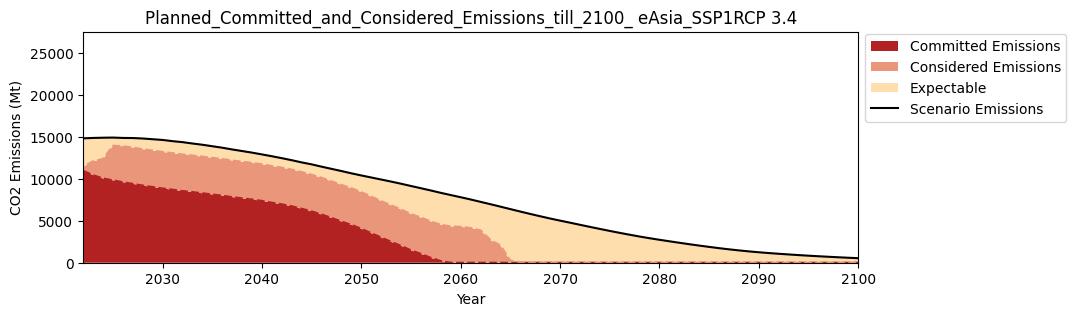 Planned_Committed_and_Considered_Emissions_till_2100_ eAsia_SSP1RCP 3.4
25000
20000
15000
10000
5000
0
CO2 Emissions (Mt)
2030
2040
2050
2060
2070
2080
2090
2100
Year
Committed Emissions
Considered Emissions
Expectable
Scenario Emissions